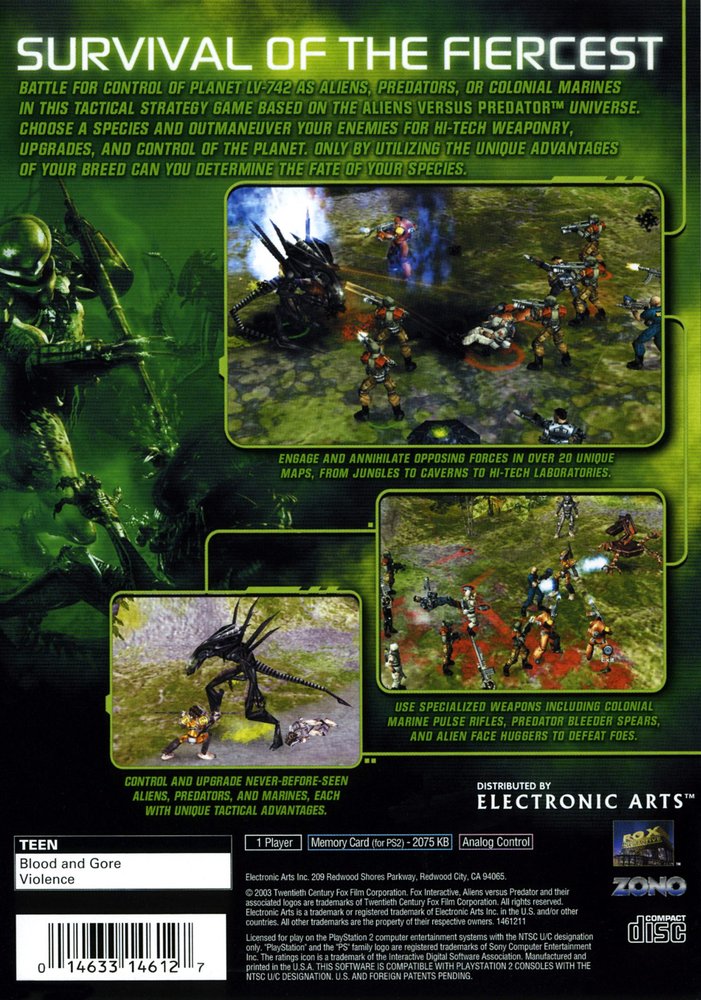 SURVIVAL OF THE FIERCEST
BATTLE FOR CONTROL OF PLANET LV-742 AS ALIENS, PREDATORS, OR COLONIAL MARINES
IN THIS TACTICAL STRATEGY GAME BASED ON THE ALIENS VERSUS PREDATOR™ UNIVERSE.
CHOOSE A SPECIES AND OUTMANEUVER YOUR ENEMIES FOR HI-TECH WEAPONRY,
UPGRADES, AND CONTROL OF THE PLANET. ONLY BY UTILIZING THE UNIQUE ADVANTAGES
OF YOUR BREED CAN YOU DETERMINE THE FATE OF YOUR SPECIES.
ENGAGE AND ANNIHILATE OPPOSING FORCES IN OVER 20 UNIQUE
MAPS, FROM JUNGLES TO CAVERNS TO HI-TECH LABORATORIES.
USE SPECIALIZED WEAPONS INCLUDING COLONIAL
MARINE PULSE RIFLES, PREDATOR BLEEDER SPEARS,
AND ALIEN FACE HUGGERS TO DEFEAT FOES.
CONTROL AND UPGRADE NEVER-BEFORE-SEEN
ALIENS, PREDATORS, AND MARINES, EACH
WITH UNIQUE TACTICAL ADVANTAGES.
DISTRIBUTED BY
ELECTRONIC ARTS™
TEEN
Blood and Gore
Violence
1 Player
Memory Card (for PS2) - 2075 KB
Analog Control
Electronic Arts Inc. 209 Redwood Shores Parkway, Redwood City, CA 94065.
© 2003 Twentieth Century Fox Film Corporation. Fox Interactive, Aliens versus Predator and their
associated logos are trademarks of Twentieth Century Fox Film Corporation. All rights reserved.
Electronic Arts is a trademark or registered trademark of Electronic Arts Inc. in the U.S. and/or other
countries. All other trademarks are the property of their respective owners. 1461211
Licensed for play on the PlayStation 2 computer entertainment systems with the NTSC U/C designation
only. "PlayStation" and the "PS" family logo are registered trademarks of Sony Computer Entertainment
Inc. The ratings icon is a trademark of the Interactive Digital Software Association. Manufactured and
printed in the U.S.A. THIS SOFTWARE IS COMPATIBLE WITH PLAYSTATION 2 CONSOLES WITH THE
NTSC U/C DESIGNATION. U.S. AND FOREIGN PATENTS PENDING.
FOX
INTERACTIVE
ZONO
COMPACT
disc
0 14633 14612 7